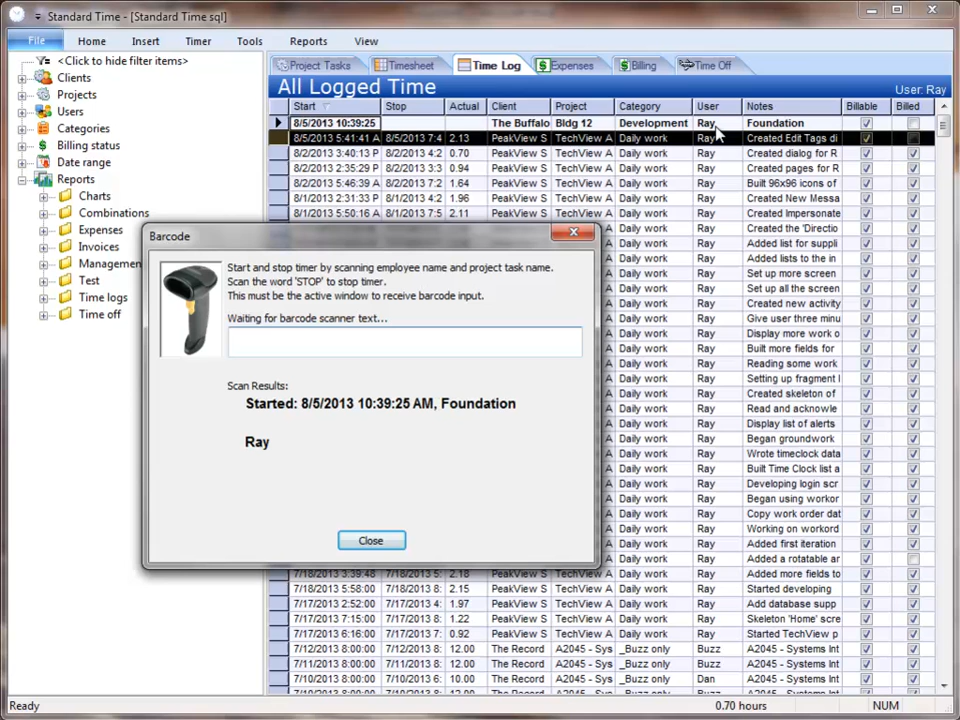 Standard Time - [Standard Time sql]
File Home Insert Timer Tools Reports View
<Click to hide filter items>
Clients
Projects
Users
Categories
Billing status
Date range
Reports
Charts
Combinations
Expenses
Invoices
Managemen
Test
Time logs
Time off
Project Tasks Timesheet Time Log Expenses Billing Time Off
All Logged Time User: Ray
Start Stop Actual Client Project Category User Notes Billable Billed
8/5/2013 10:39:25 The Buffalo Bldg 12 Development Ray Foundation
8/5/2013 5:41:41 A 8/5/2013 7:4 2.13 PeakView S TechView A Daily work Ray Created Edit Tags di
8/2/2013 3:40:13 P 8/2/2013 4:2 0.70 PeakView S TechView A Daily work Ray Created dialog for R
8/2/2013 2:35:28 P 8/2/2013 3:3 0.94 PeakView S TechView A Daily work Ray Created pages for R
8/2/2013 5:46:39 A 8/2/2013 7:2 1.64 PeakView S TechView A Daily work Ray Built 96x96 icons of
8/1/2013 2:31:33 P 8/1/2013 4:2 1.96 PeakView S TechView A Daily work Ray Created New Messa
8/1/2013 5:50:16 A 8/1/2013 7:5 2.11 PeakView S TechView A Daily work Ray Created Impersonate
A Daily work Ray Created the 'Directio
A Daily work Ray Added list for suppli
A Daily work Ray Added lists to the in
A Daily work Ray Set up more screen
A Daily work Ray Set up all the screen
A Daily work Ray Created new activity
A Daily work Ray Give user three minu
A Daily work Ray Display more work o
A Daily work Ray Built more fields for
A Daily work Ray Reading some work
A Daily work Ray Setting up fragment l
A Daily work Ray Created skeleton of
A Daily work Ray Read and acknowle
A Daily work Ray Display list of alerts
A Daily work Ray Began groundwork
A Daily work Ray Wrote timeclock data
A Daily work Ray Built Time Clock list a
A Daily work Ray Developing login scr
A Daily work Ray Began using workor
A Daily work Ray Copy work order dat
A Daily work Ray Working on workord
A Daily work Ray Added first iteration
A Daily work Ray Added a rotatable ar
7/18/2013 3:39:48 7/18/2013 5: 2.18 PeakView S TechView A Daily work Ray Added more fields to
7/18/2013 5:58:00 7/18/2013 8: 2.15 PeakView S TechView A Daily work Ray Started developing
7/17/2013 2:52:00 7/17/2013 4: 1.97 PeakView S TechView A Daily work Ray Add database supp
7/17/2013 7:15:00 7/17/2013 8: 1.22 PeakView S TechView A Daily work Ray Skeleton 'Home' scre
7/17/2013 6:16:00 7/17/2013 7: 0.92 PeakView S TechView A Daily work Ray Started TechView p
7/12/2013 8:00:00 7/12/2013 8: 12.00 The Record A2045 - Sys _Buzz only Buzz A2045 - Systems Int
7/11/2013 8:00:00 7/11/2013 8: 12.00 The Record A2045 - Sys _Buzz only Buzz A2045 - Systems Int
7/10/2013 8:00:00 7/10/2013 6: 10.00 The Record A2045 - Sys _Buzz only Dan A2045 - Systems Int
7/10/2013 8:00:00 7/10/2013 8: 12.00 The Record A2045 - Sys _Buzz only Buzz A2045 - Systems Int
Barcode
Start and stop timer by scanning employee name and project task name.
Scan the word 'STOP' to stop timer.
This must be the active window to receive barcode input.
Waiting for barcode scanner text...
Scan Results:
Started: 8/5/2013 10:39:25 AM, Foundation
Ray
Close
Ready 0.70 hours NUM